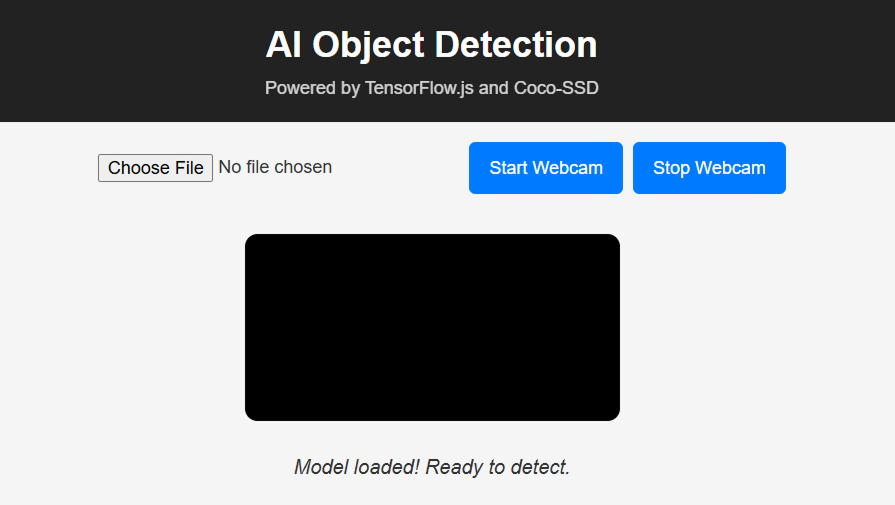 AI Object Detection
Powered by TensorFlow.js and Coco-SSD
Choose File No file chosen Start Webcam Stop Webcam
Model loaded! Ready to detect.